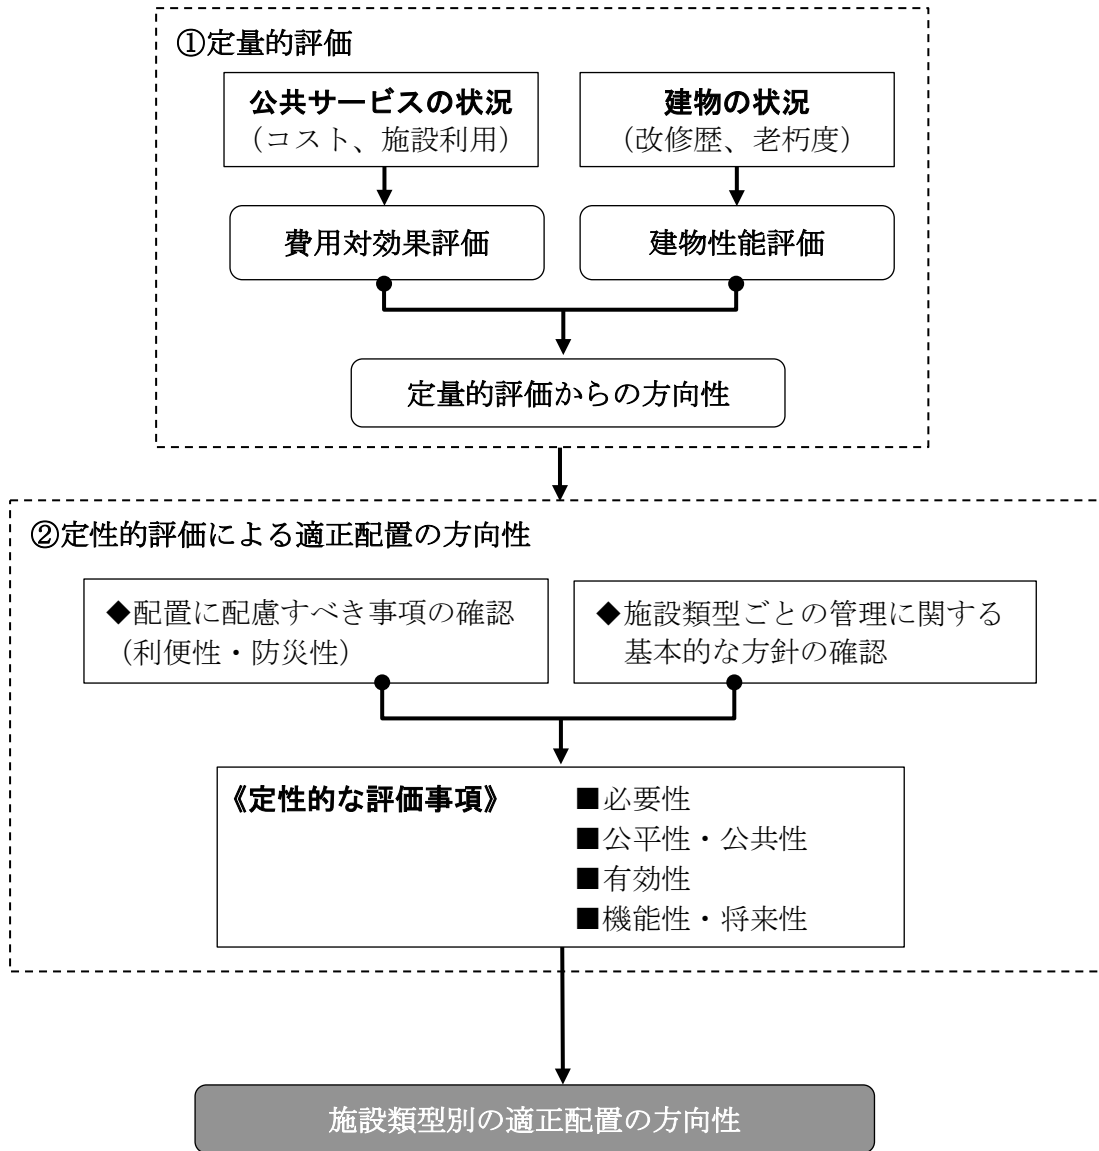 ①定量的評価
公共サービスの状況
（コスト、施設利用）
建物の状況
（改修歴、老朽度）
費用対効果評価
建物性能評価
定量的評価からの方向性
②定性的評価による適正配置の方向性
◆配置に配慮すべき事項の確認
（利便性・防災性）
◆施設類型ごとの管理に関する
基本的な方針の確認
《定性的な評価事項》
■必要性
■公平性・公共性
■有効性
■機能性・将来性
施設類型別の適正配置の方向性